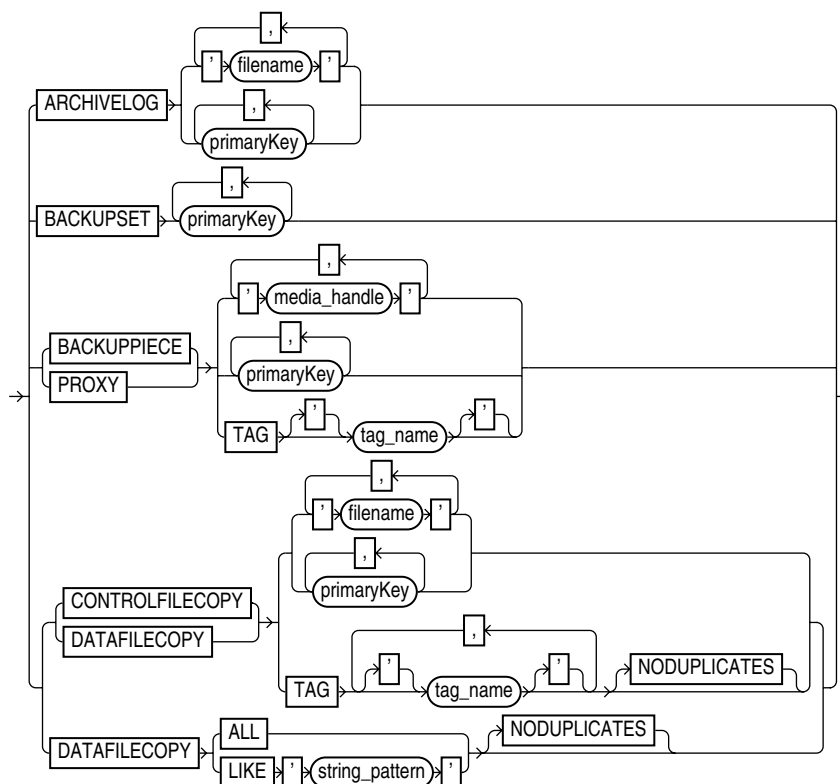 ,
' filename '
ARCHIVELOG
,
primaryKey
,
BACKUPSET primaryKey
,
' media_handle '
BACKUPPIECE
,
PROXY
primaryKey
' '
TAG tag_name
,
' filename '
,
CONTROLFILECOPY primaryKey
DATAFILECOPY
,
' ' NODUPLICATES
TAG tag_name
ALL NODUPLICATES
DATAFILECOPY
LIKE ' string_pattern '